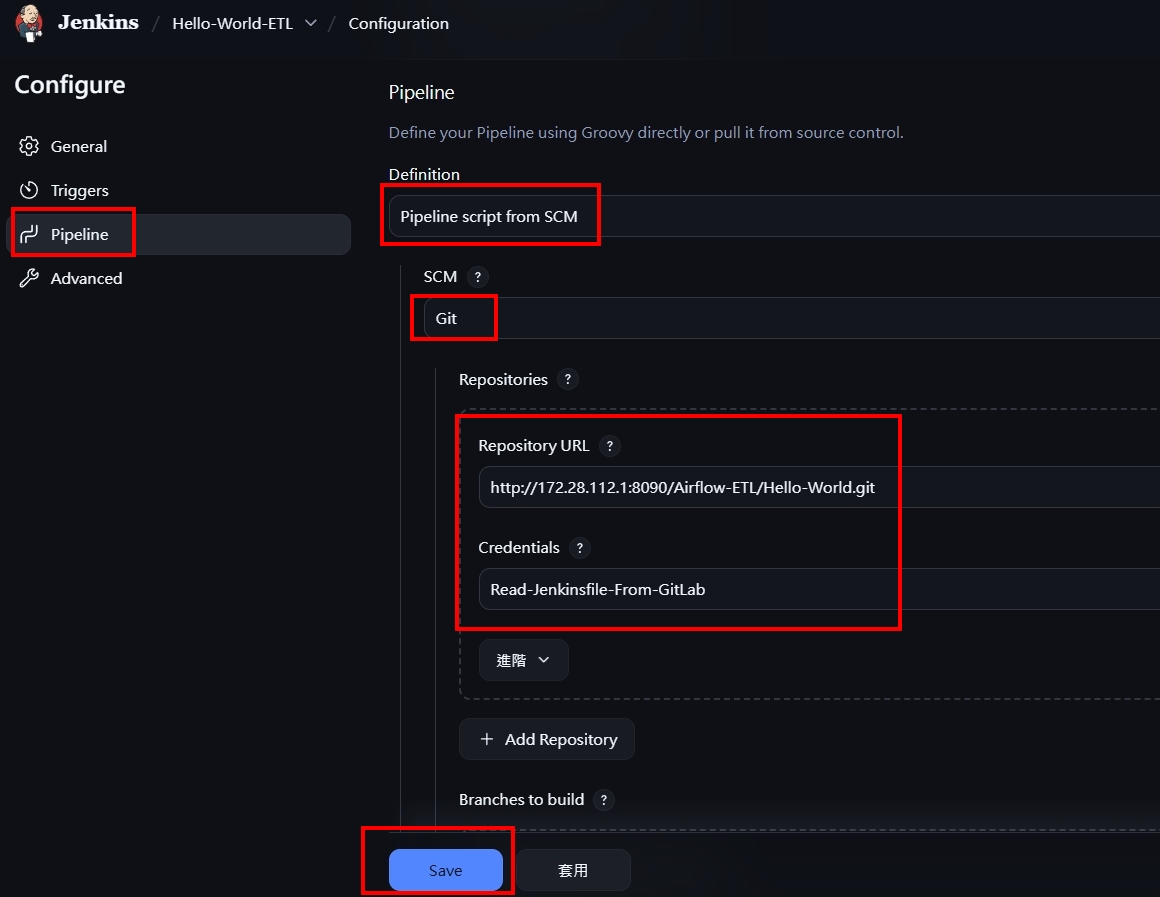 Jenkins / Hello-World-ETL / Configuration
Configure
General
Triggers
Pipeline
Advanced
Pipeline
Define your Pipeline using Groovy directly or pull it from source control.
Definition
Pipeline script from SCM
SCM ?
Git
Repositories ?
Repository URL ?
http://172.28.112.1:8090/Airflow-ETL/Hello-World.git
Credentials ?
Read-Jenkinsfile-From-GitLab
進階
+ Add Repository
Branches to build ?
Save 套用